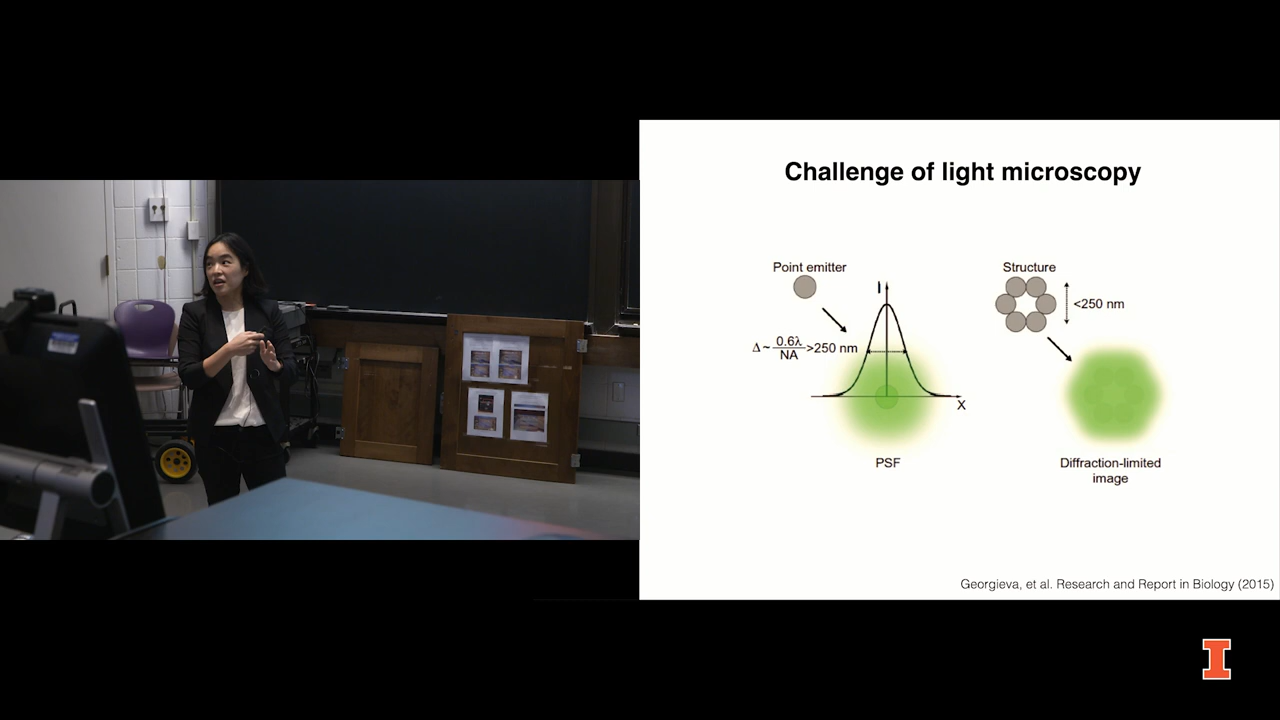 Challenge of light microscopy
Point emitter
I
Δ ~ 0.6λ
NA
>250 nm
X
PSF
Structure
<250 nm
Diffraction-limited
image
Georgieva, et al. Research and Report in Biology (2015)
I